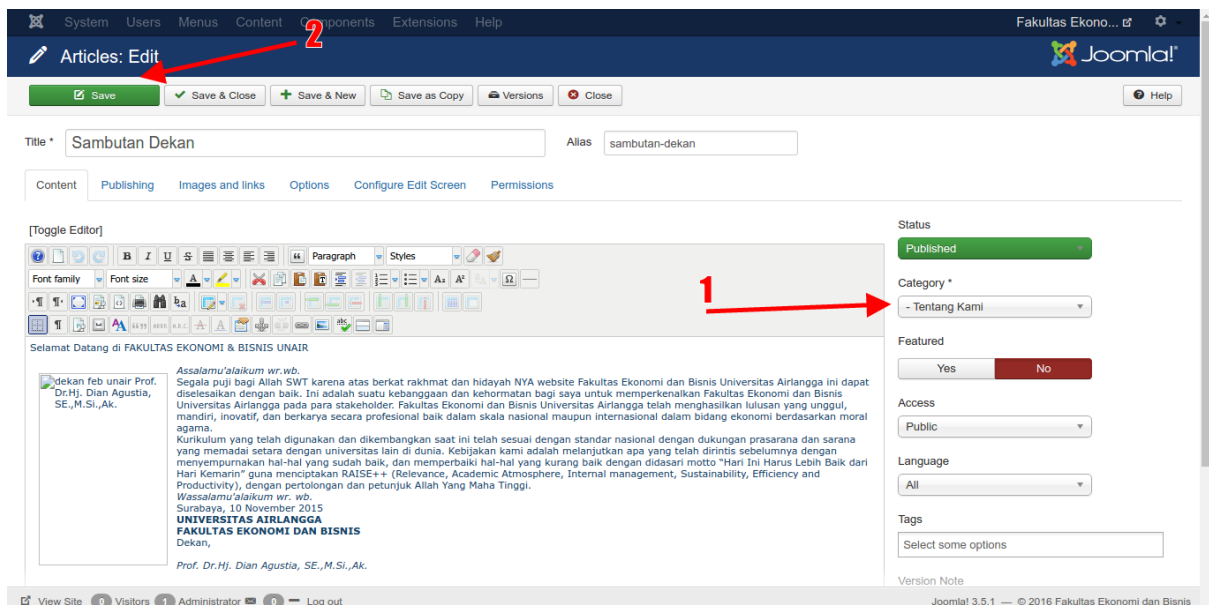 System Users Menus Content Components Extensions Help Fakultas Ekono...
2
Articles: Edit Joomla!®
Save Save & Close Save & New Save as Copy Versions Close Help
Title * Sambutan Dekan Alias sambutan-dekan
Content Publishing Images and links Options Configure Edit Screen Permissions
[Toggle Editor]
Paragraph Styles
Font family Font size
Selamat Datang di FAKULTAS EKONOMI & BISNIS UNAIR
dekan feb unair Prof.
Dr.Hj. Dian Agustia,
SE.,M.Si.,Ak.
Assalamu'alaikum wr.wb.
Segala puji bagi Allah SWT karena atas berkat rakhmat dan hidayah NYA website Fakultas Ekonomi dan Bisnis Universitas Airlangga ini dapat
diselesaikan dengan baik. Ini adalah suatu kebanggaan dan kehormatan bagi saya untuk memperkenalkan Fakultas Ekonomi dan Bisnis
Universitas Airlangga pada para stakeholder. Fakultas Ekonomi dan Bisnis Universitas Airlangga telah menghasilkan lulusan yang unggul,
mandiri, inovatif, dan berkarya secara profesional baik dalam skala nasional maupun internasional dalam bidang ekonomi berdasarkan moral
agama.
Kurikulum yang telah digunakan dan dikembangkan saat ini telah sesuai dengan standar nasional dengan dukungan prasarana dan sarana
yang memadai setara dengan universitas lain di dunia. Kebijakan kami adalah melanjutkan apa yang telah dirintis sebelumnya dengan
menyempurnakan hal-hal yang sudah baik, dan memperbaiki hal-hal yang kurang baik dengan didasari motto "Hari Ini Harus Lebih Baik dari
Hari Kemarin" guna menciptakan RAISE++ (Relevance, Academic Atmosphere, Internal management, Sustainability, Efficiency and
Productivity), dengan pertolongan dan petunjuk Allah Yang Maha Tinggi.
Wassalamu'alaikum wr. wb.
Surabaya, 10 November 2015
UNIVERSITAS AIRLANGGA
FAKULTAS EKONOMI DAN BISNIS
Dekan,
Prof. Dr.Hj. Dian Agustia, SE.,M.Si.,Ak.
1
Status
Published
Category *
- Tentang Kami
Featured
Yes No
Access
Public
Language
All
Tags
Select some options
Version Note
View Site 0 Visitors 1 Administrator 0 Log out Joomla! 3.5.1 — © 2016 Fakultas Ekonomi dan Bisnis